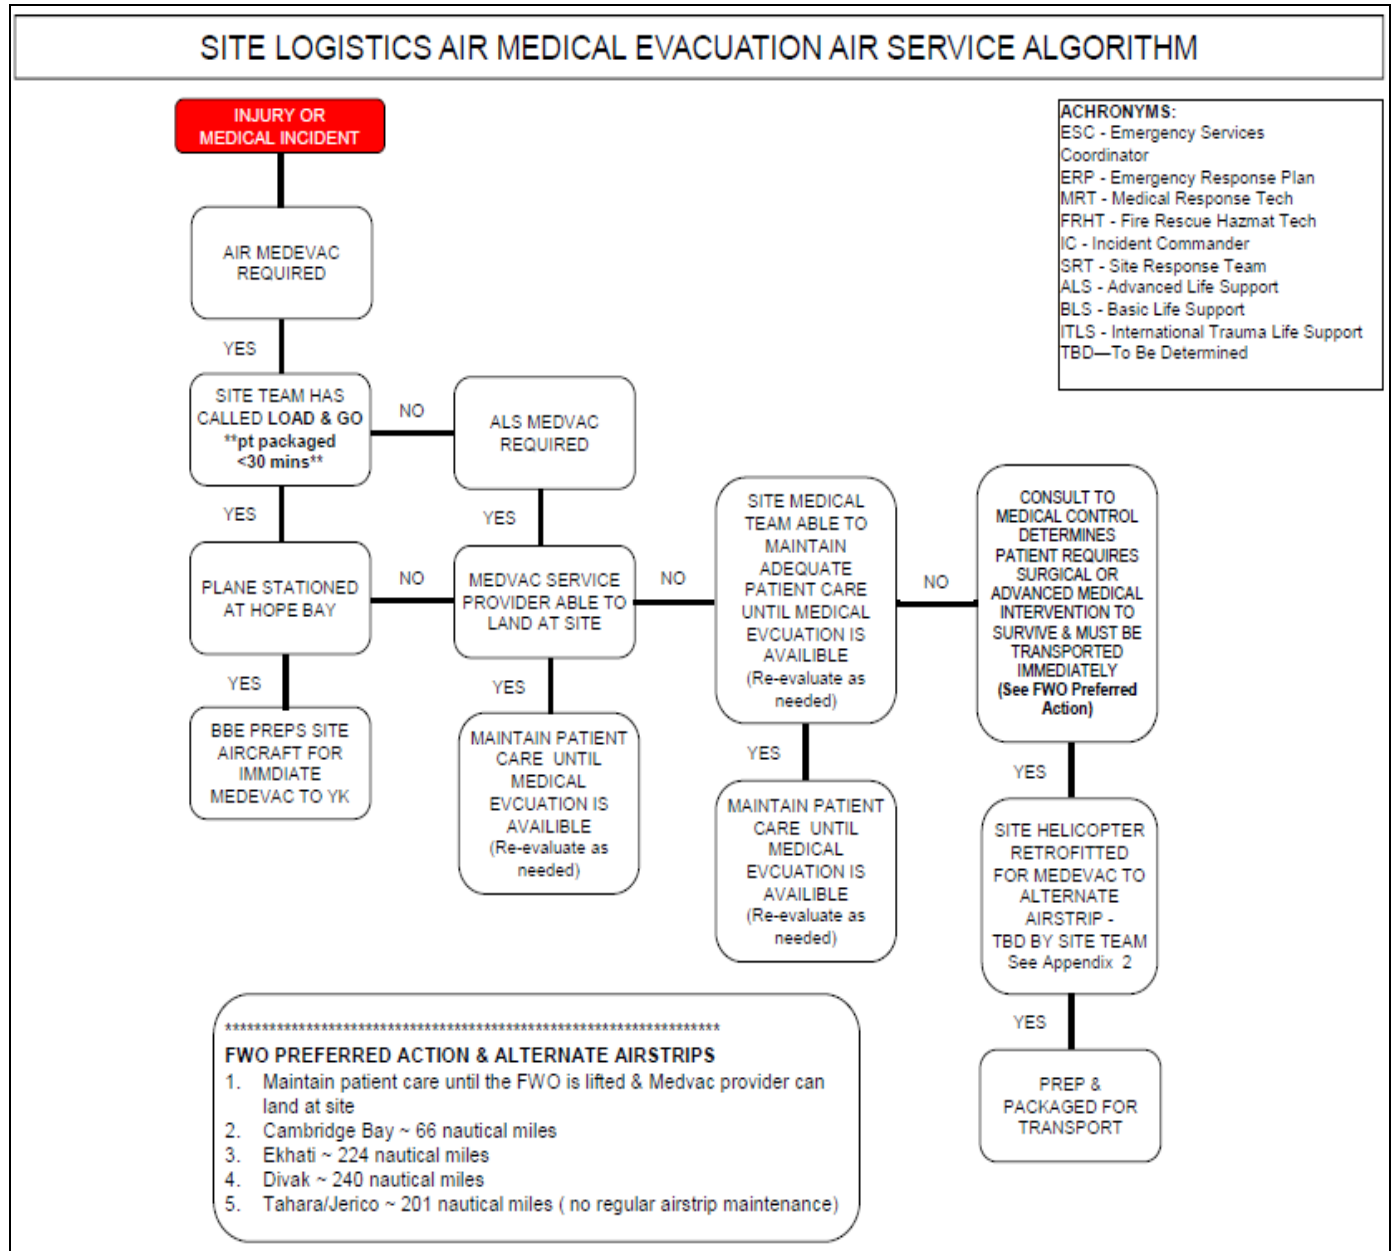 SITE LOGISTICS AIR MEDICAL EVACUATION AIR SERVICE ALGORITHM
INJURY OR
MEDICAL INCIDENT
ACHRONYMS:
ESC - Emergency Services
Coordinator
ERP - Emergency Response Plan
MRT - Medical Response Tech
FRHT - Fire Rescue Hazmat Tech
IC - Incident Commander
SRT - Site Response Team
ALS - Advanced Life Support
BLS - Basic Life Support
ITLS - International Trauma Life Support
TBD—To Be Determined
AIR MEDEVAC
REQUIRED
YES
SITE TEAM HAS
CALLED LOAD & GO
**pt packaged
<30 mins**
NO
ALS MEDVAC
REQUIRED
YES
YES
PLANE STATIONED
AT HOPE BAY
NO
MEDVAC SERVICE
PROVIDER ABLE TO
LAND AT SITE
NO
SITE MEDICAL
TEAM ABLE TO
MAINTAIN
ADEQUATE
PATIENT CARE
UNTIL MEDICAL
EVCUATION IS
AVAILIBLE
(Re-evaluate as
needed)
NO
CONSULT TO
MEDICAL CONTROL
DETERMINES
PATIENT REQUIRES
SURGICAL OR
ADVANCED MEDICAL
INTERVENTION TO
SURVIVE & MUST BE
TRANSPORTED
IMMEDIATELY
(See FWO Preferred
Action)
YES
BBE PREPS SITE
AIRCRAFT FOR
IMMDIATE
MEDEVAC TO YK
YES
MAINTAIN PATIENT
CARE UNTIL
MEDICAL
EVCUATION IS
AVAILIBLE
(Re-evaluate as
needed)
YES
MAINTAIN PATIENT
CARE UNTIL
MEDICAL
EVCUATION IS
AVAILIBLE
(Re-evaluate as
needed)
YES
SITE HELICOPTER
RETROFITTED
FOR MEDEVAC TO
ALTERNATE
AIRSTRIP -
TBD BY SITE TEAM
See Appendix 2
YES
PREP &
PACKAGED FOR
TRANSPORT
*******************************************************************
FWO PREFERRED ACTION & ALTERNATE AIRSTRIPS
1. Maintain patient care until the FWO is lifted & Medvac provider can
land at site
2. Cambridge Bay ~ 66 nautical miles
3. Ekhati ~ 224 nautical miles
4. Divak ~ 240 nautical miles
5. Tahara/Jerico ~ 201 nautical miles ( no regular airstrip maintenance)